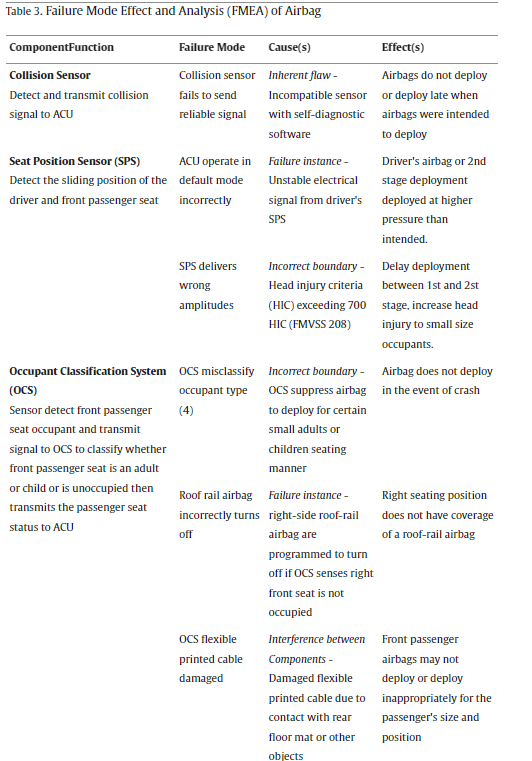 Table 3. Failure Mode Effect and Analysis (FMEA) of Airbag
ComponentFunction
Failure Mode
Cause(s)
Effect(s)
Collision Sensor
Detect and transmit collision
signal to ACU
Collision sensor
fails to send
reliable signal
Inherent flaw -
Incompatible sensor
with self-diagnostic
software
Airbags do not deploy
or deploy late when
airbags were intended
to deploy
Seat Position Sensor (SPS)
Detect the sliding position of the
driver and front passenger seat
ACU operate in
default mode
incorrectly
Failure instance -
Unstable electrical
signal from driver's
SPS
Driver's airbag or 2nd
stage deployment
deployed at higher
pressure than
intended.
SPS delivers
wrong
amplitudes
Incorrect boundary -
Head injury criteria
(HIC) exceeding 700
HIC (FMVSS 208)
Delay deployment
between 1st and 2st
stage, increase head
injury to small size
occupants.
Occupant Classification System
(OCS)
Sensor detect front passenger
seat occupant and transmit
signal to OCS to classify whether
front passenger seat is an adult
or child or is unoccupied then
transmits the passenger seat
status to ACU
OCS misclassify
occupant type
(4)
Incorrect boundary -
OCS suppress airbag
to deploy for certain
small adults or
children seating
manner
Airbag does not deploy
in the event of crash
Roof rail airbag
incorrectly turns
off
Failure instance -
right-side roof-rail
airbag are
programmed to turn
off if OCS senses right
front seat is not
occupied
Right seating position
does not have coverage
of a roof-rail airbag
OCS flexible
printed cable
damaged
Interference between
Components -
Damaged flexible
printed cable due to
contact with rear
floor mat or other
objects
Front passenger
airbags may not
deploy or deploy
inappropriately for the
passenger's size and
position